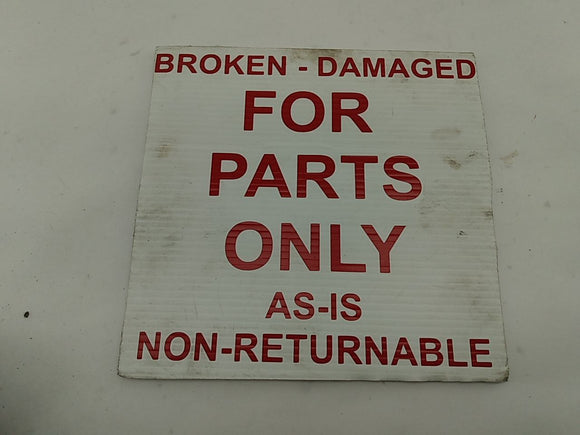 BROKEN - DAMAGED
FOR
PARTS
ONLY
AS-IS
NON-RETURNABLE